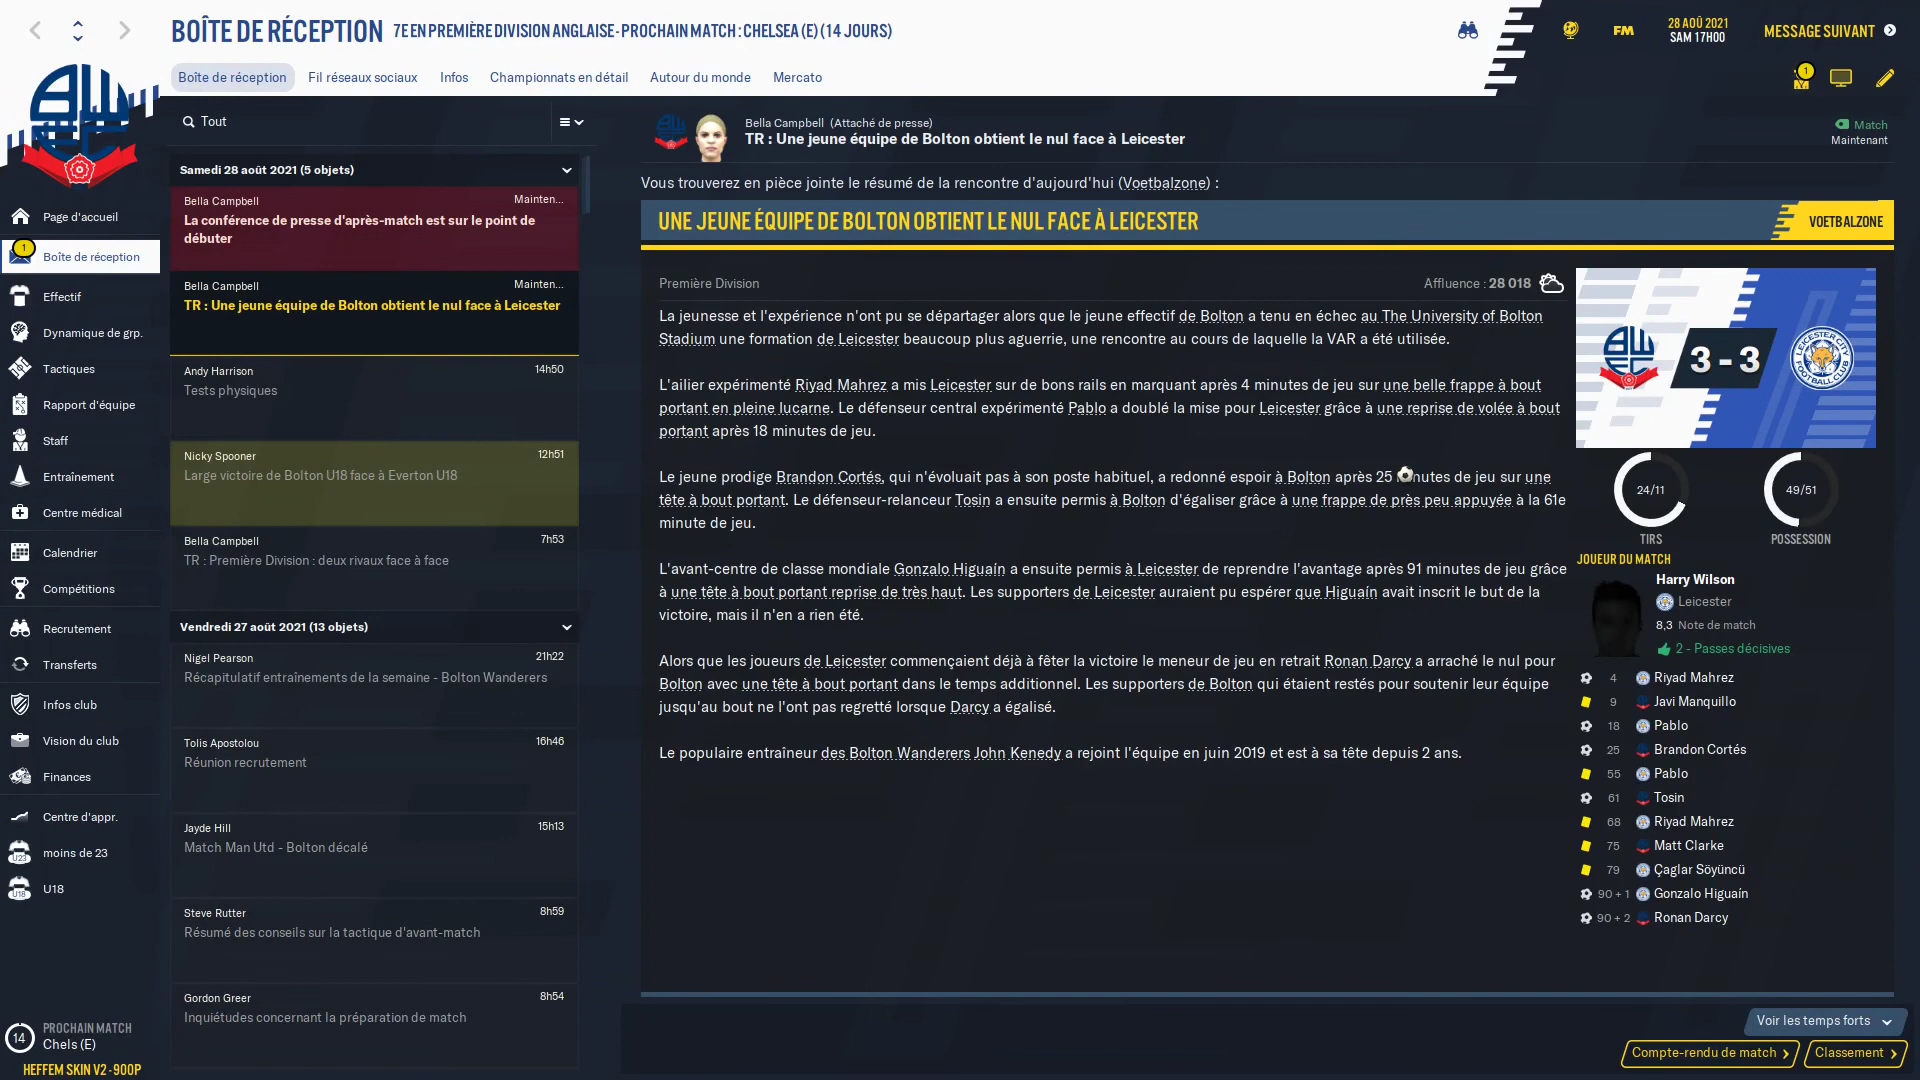 BOÎTE DE RÉCEPTION 7E EN PREMIÈRE DIVISION ANGLAISE - PROCHAIN MATCH : CHELSEA (E) (14 JOURS)
FM
28 AOÛ 2021
SAM 17H00
MESSAGE SUIVANT
Boîte de réception
Fil réseaux sociaux
Infos
Championnats en détail
Autour du monde
Mercato
1
Page d'accueil
1
Boîte de réception
Effectif
Dynamique de grp.
Tactiques
Rapport d'équipe
Staff
Entraînement
Centre médical
Calendrier
Compétitions
Recrutement
Transferts
Infos club
Vision du club
Finances
Centre d'appr.
U23
moins de 23
U18
U18
14
PROCHAIN MATCH
Chels (E)
HEFFEM SKIN V2 - 900P
Tout
Samedi 28 août 2021 (5 objets)
Bella Campbell Mainten...
La conférence de presse d'après-match est sur le point de
débuter
Bella Campbell Mainten...
TR : Une jeune équipe de Bolton obtient le nul face à Leicester
Andy Harrison 14h50
Tests physiques
Nicky Spooner 12h51
Large victoire de Bolton U18 face à Everton U18
Bella Campbell 7h53
TR : Première Division : deux rivaux face à face
Vendredi 27 août 2021 (13 objets)
Nigel Pearson 21h22
Récapitulatif entraînements de la semaine - Bolton Wanderers
Tolis Apostolou 16h46
Réunion recrutement
Jayde Hill 15h13
Match Man Utd - Bolton décalé
Steve Rutter 8h59
Résumé des conseils sur la tactique d'avant-match
Gordon Greer 8h54
Inquiétudes concernant la préparation de match
Bella Campbell (Attaché de presse)
TR : Une jeune équipe de Bolton obtient le nul face à Leicester
Match
Maintenant
Vous trouverez en pièce jointe le résumé de la rencontre d'aujourd'hui (Voetbalzone) :
UNE JEUNE ÉQUIPE DE BOLTON OBTIENT LE NUL FACE À LEICESTER
VOETBALZONE
Première Division
Affluence : 28 018
La jeunesse et l'expérience n'ont pu se départager alors que le jeune effectif de Bolton a tenu en échec au The University of Bolton
Stadium une formation de Leicester beaucoup plus aguerrie, une rencontre au cours de laquelle la VAR a été utilisée.
L'ailier expérimenté Riyad Mahrez a mis Leicester sur de bons rails en marquant après 4 minutes de jeu sur une belle frappe à bout
portant en pleine lucarne. Le défenseur central expérimenté Pablo a doublé la mise pour Leicester grâce à une reprise de volée à bout
portant après 18 minutes de jeu.
Le jeune prodige Brandon Cortés, qui n'évoluait pas à son poste habituel, a redonné espoir à Bolton après 25 minutes de jeu sur une
tête à bout portant. Le défenseur-relanceur Tosin a ensuite permis à Bolton d'égaliser grâce à une frappe de près peu appuyée à la 61e
minute de jeu.
L'avant-centre de classe mondiale Gonzalo Higuaín a ensuite permis à Leicester de reprendre l'avantage après 91 minutes de jeu grâce
à une tête à bout portant reprise de très haut. Les supporters de Leicester auraient pu espérer que Higuaín avait inscrit le but de la
victoire, mais il n'en a rien été.
Alors que les joueurs de Leicester commençaient déjà à fêter la victoire le meneur de jeu en retrait Ronan Darcy a arraché le nul pour
Bolton avec une tête à bout portant dans le temps additionnel. Les supporters de Bolton qui étaient restés pour soutenir leur équipe
jusqu'au bout ne l'ont pas regretté lorsque Darcy a égalisé.
Le populaire entraîneur des Bolton Wanderers John Kenedy a rejoint l'équipe en juin 2019 et est à sa tête depuis 2 ans.
3 - 3
LEICESTER CITY
FOOTBALL CLUB
24/11
TIRS
49/51
POSSESSION
JOUEUR DU MATCH
Harry Wilson
Leicester
8,3 Note de match
2 - Passes décisives
4 Riyad Mahrez
9 Javi Manquillo
18 Pablo
25 Brandon Cortés
55 Pablo
61 Tosin
68 Riyad Mahrez
75 Matt Clarke
79 Çaglar Söyüncü
90 + 1 Gonzalo Higuaín
90 + 2 Ronan Darcy
Voir les temps forts
Compte-rendu de match
Classement